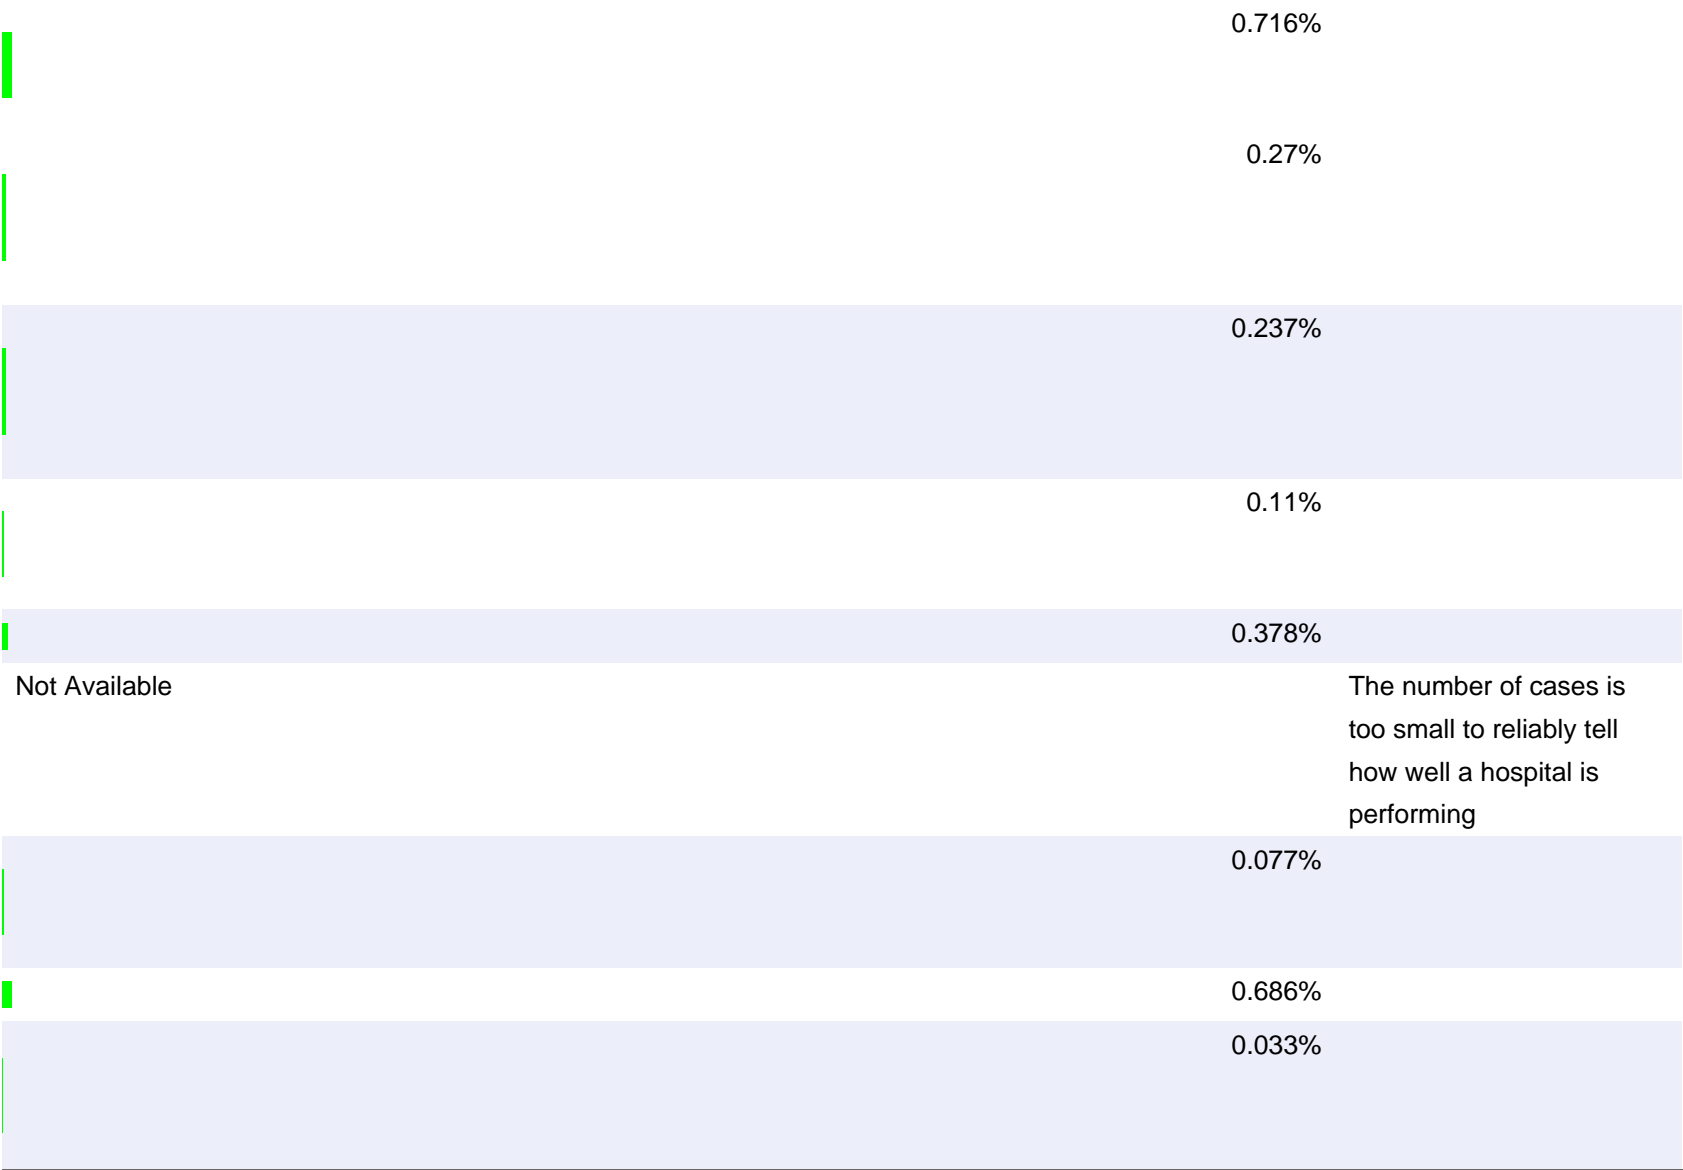 0.716%
0.27%
0.237%
0.11%
0.378%
Not Available
The number of cases is
too small to reliably tell
how well a hospital is
performing
0.077%
0.686%
0.033%